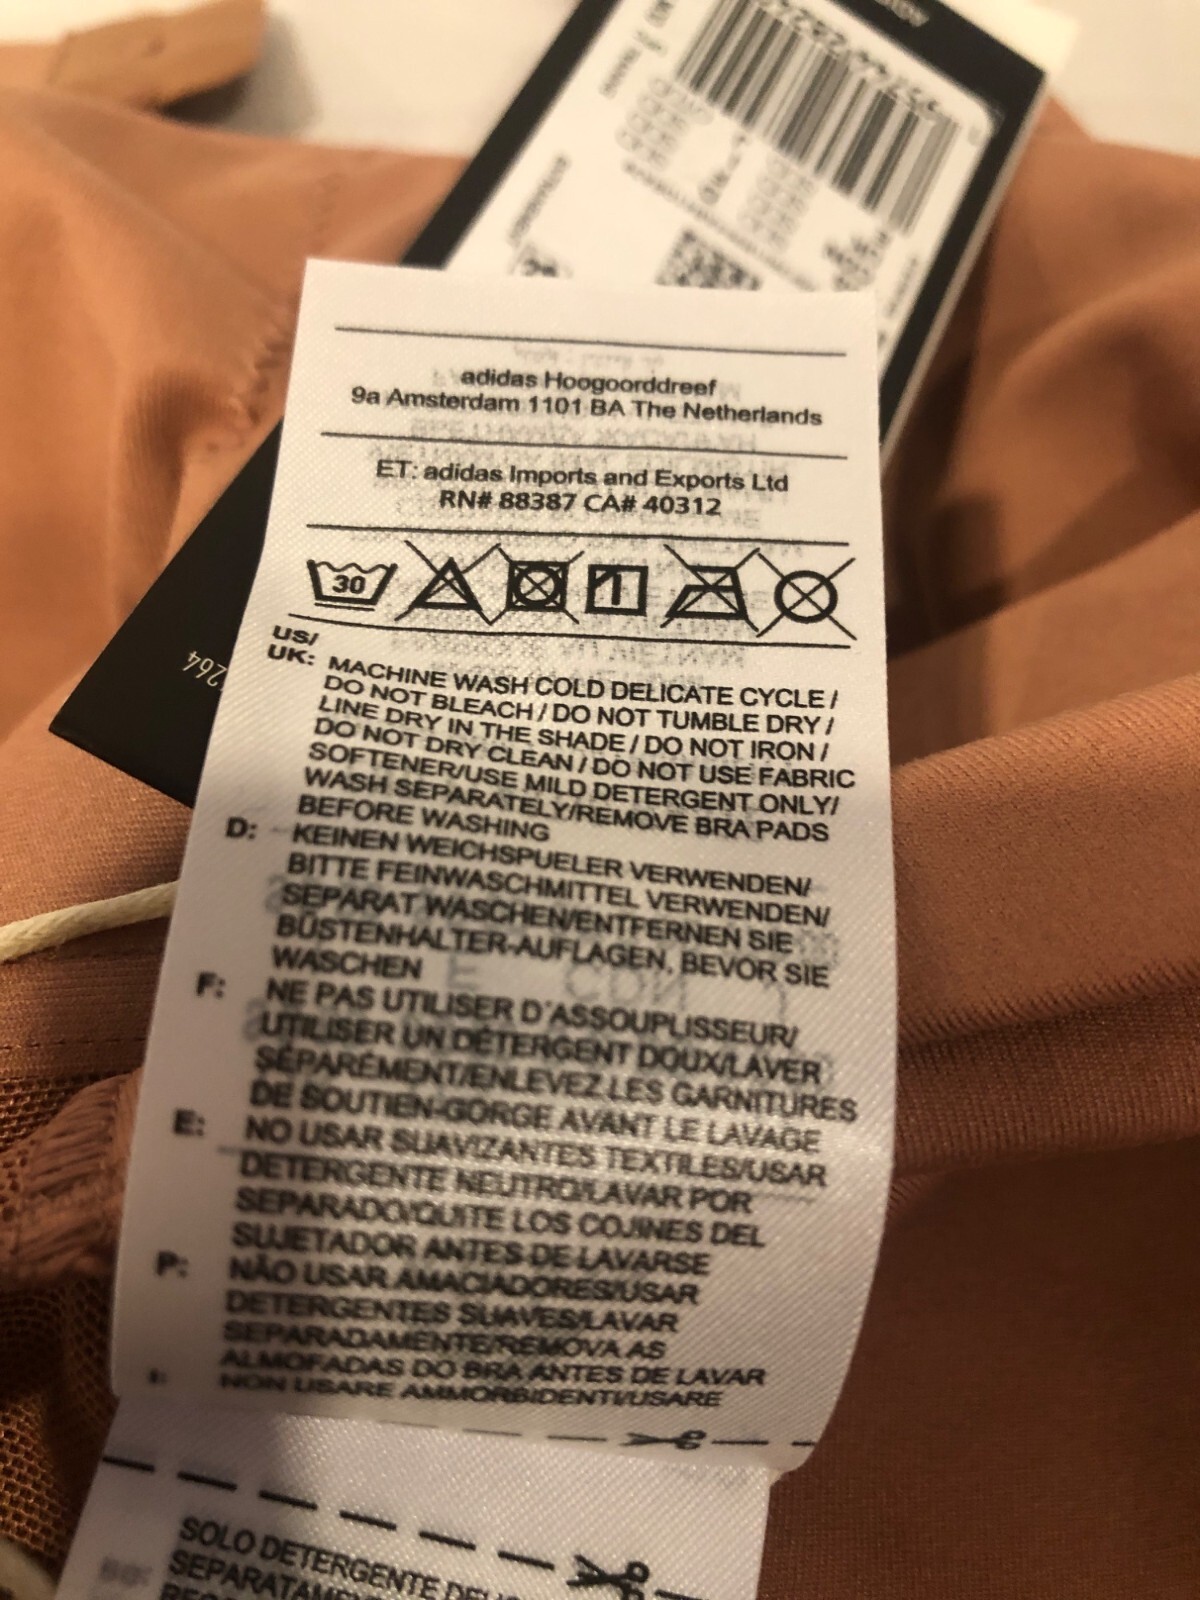 264
adidas Hoogoorddreef
9a Amsterdam 1101 BA The Netherlands
ET: adidas Imports and Exports Ltd
RN# 88387 CA# 40312
30
US/
UK: MACHINE WASH COLD DELICATE CYCLE /
DO NOT BLEACH / DO NOT TUMBLE DRY /
LINE DRY IN THE SHADE / DO NOT IRON /
DO NOT DRY CLEAN / DO NOT USE FABRIC
SOFTENER/USE MILD DETERGENT ONLY/
WASH SEPARATELY/REMOVE BRA PADS
BEFORE WASHING
D: KEINEN WEICHSPUELER VERWENDEN/
BITTE FEINWASCHMITTEL VERWENDEN/
SEPARAT WASCHEN/ENTFERNEN SIE
BÜSTENHALTER-AUFLAGEN, BEVOR SIE
WASCHEN
F: NE PAS UTILISER D'ASSOUPLISSEUR/
UTILISER UN DÉTERGENT DOUX/LAVER
SÉPARÉMENT/ENLEVEZ LES GARNITURES
DE SOUTIEN-GORGE AVANT LE LAVAGE
E: NO USAR SUAVIZANTES TEXTILES/USAR
DETERGENTE NEUTRO/LAVAR POR
SEPARADO/QUITE LOS COJINES DEL
SUJETADOR ANTES DE LAVARSE
P: NÃO USAR AMACIADORES/USAR
DETERGENTES SUAVES/LAVAR
SEPARADAMENTE/REMOVA AS
ALMOFADAS DO BRA ANTES DE LAVAR
I: NON USARE AMMORBIDENTI/USARE
SOLO DETERGENTE